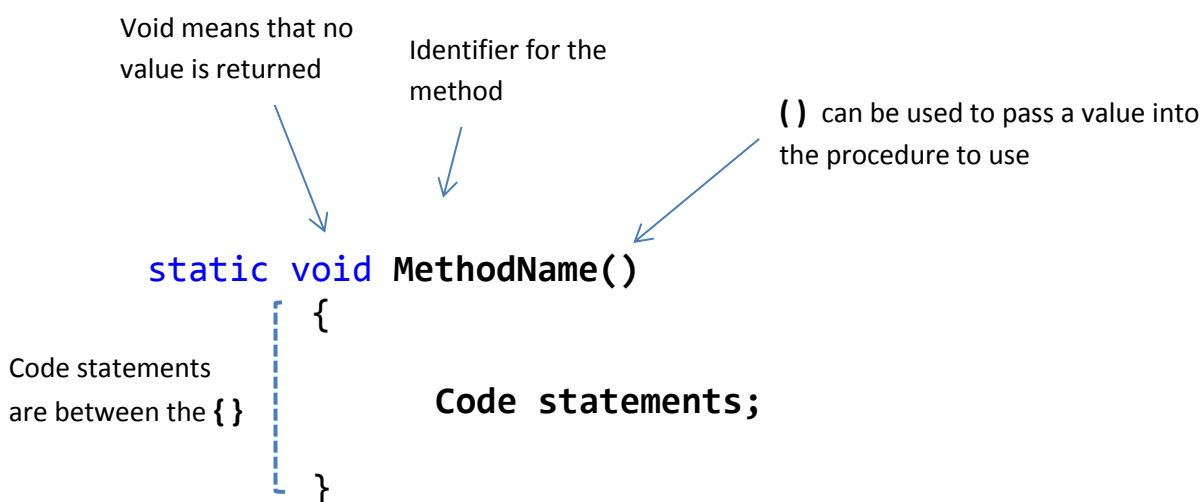 Void means that no
value is returned
Identifier for the
method
( ) can be used to pass a value into
the procedure to use
static void MethodName()
{
Code statements
are between the { }
Code statements;
}